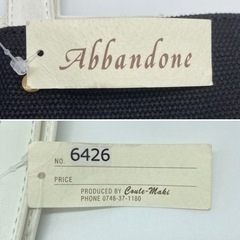 Abbandone
NO. 6426
PRICE
PRODUCED BY Coule-Maki
PHONE 0746-37-1180